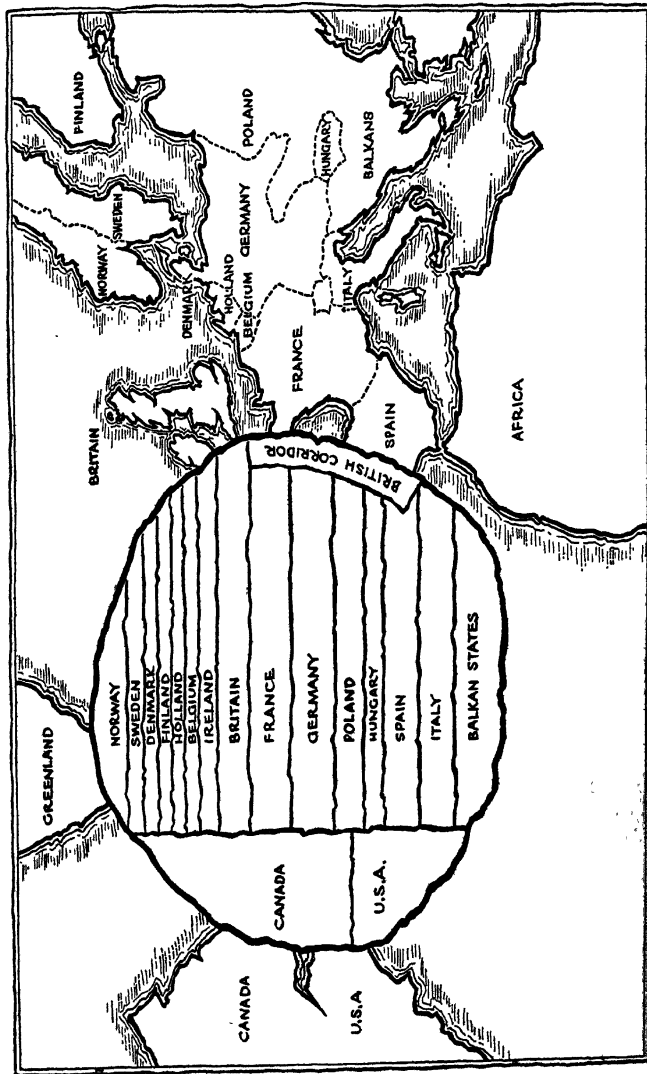 GREENLAND
FINLAND
NORWAY
SWEDEN
BRITAIN
DENMARK
HOLLAND
BELGIUM
GERMANY
POLAND
FRANCE
HUNGARY
BALKANS
ITALY
SPAIN
AFRICA
BRITISH CORRIDOR
NORWAY
SWEDEN
DENMARK
FINLAND
HOLLAND
BELGIUM
IRELAND
BRITAIN
FRANCE
GERMANY
POLAND
HUNGARY
SPAIN
ITALY
BALKAN STATES
CANADA
U.S.A.
CANADA
U.S.A